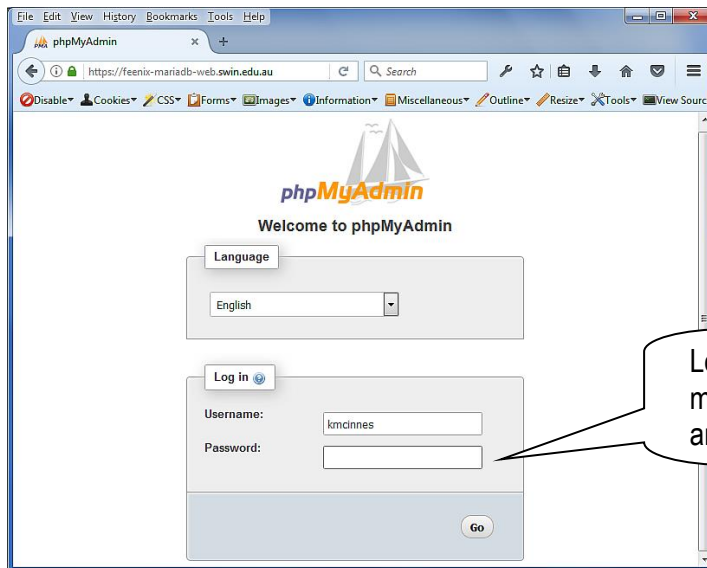 File Edit View History Bookmarks Tools Help
phpMyAdmin × +
https://feenix-mariadb-web.swin.edu.au Search
Disable Cookies CSS Forms Images Information Miscellaneous Outline Resize Tools View Sourc
phpMyAdmin
Welcome to phpMyAdmin
Language
English
Log in
Username: kmcinnes
Password:
Go